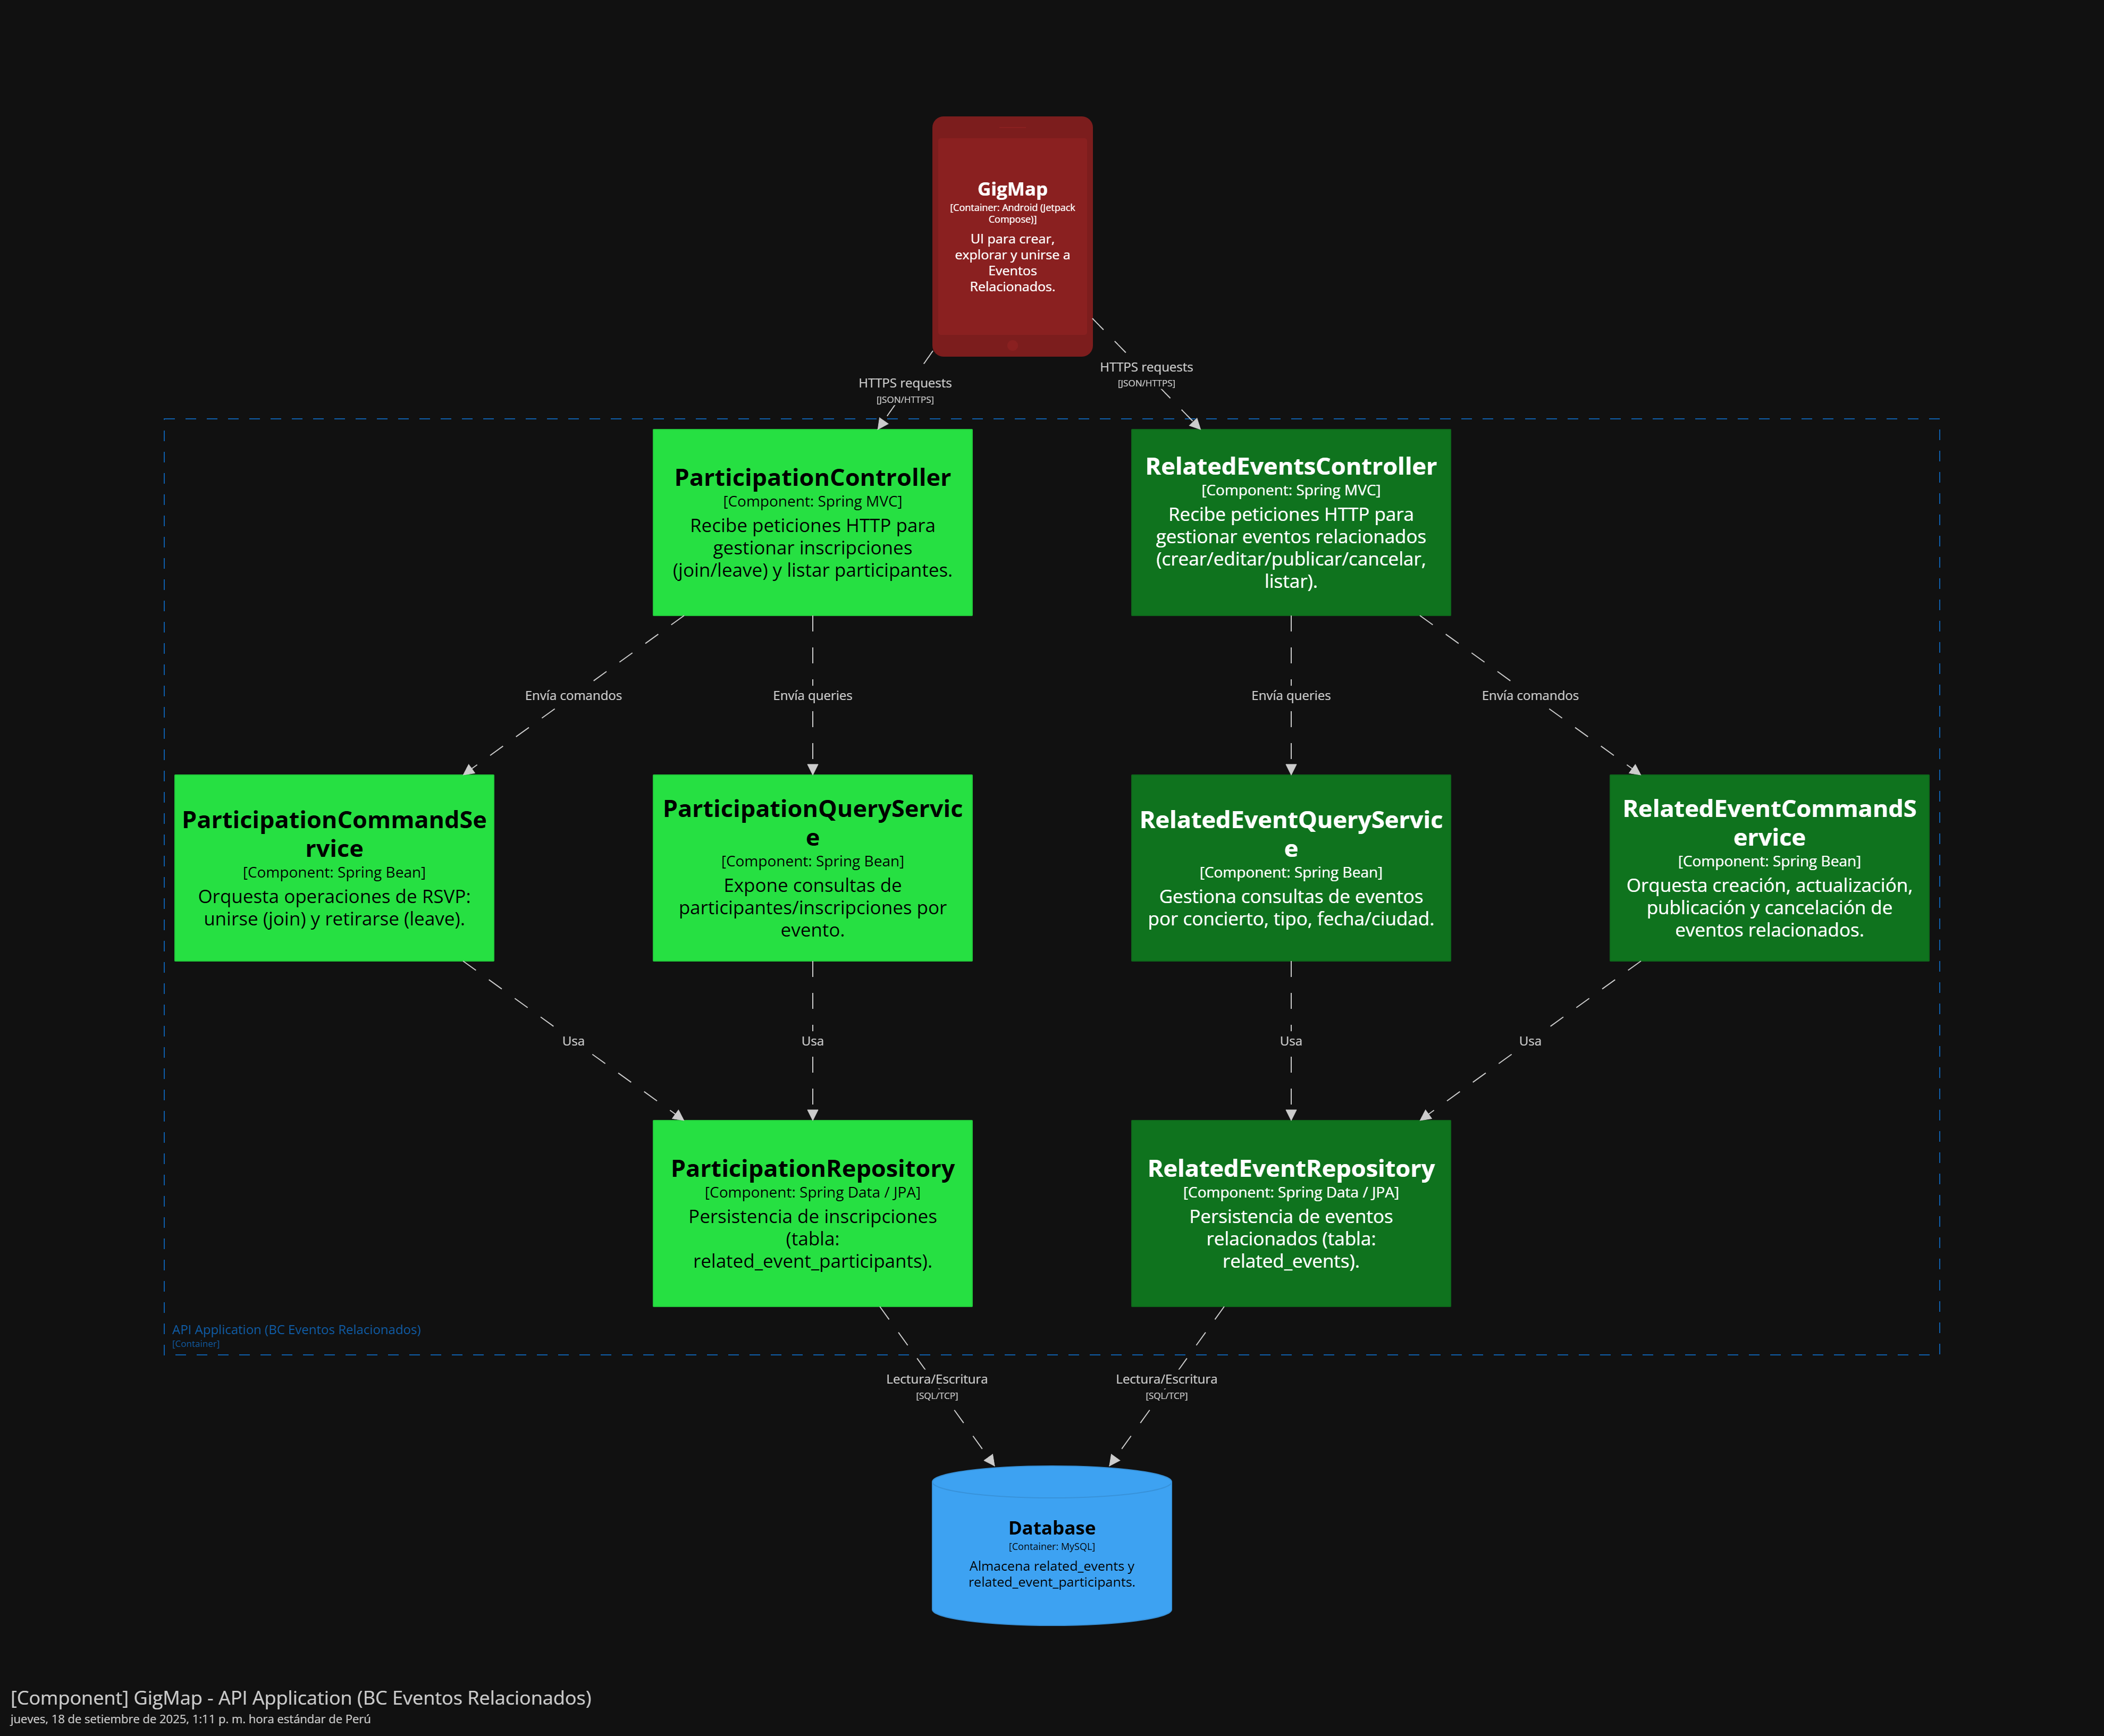 GigMap
[Container: Android (Jetpack
Compose)]
UI para crear,
explorar y unirse a
Eventos
Relacionados.
HTTPS requests
[JSON/HTTPS]
HTTPS requests
[JSON/HTTPS]
ParticipationController
[Component: Spring MVC]
Recibe peticiones HTTP para
gestionar inscripciones
(join/leave) y listar participantes.
RelatedEventsController
[Component: Spring MVC]
Recibe peticiones HTTP para
gestionar eventos relacionados
(crear/editar/publicar/cancelar,
listar).
Envía comandos
Envía queries
Envía queries
Envía comandos
ParticipationCommandSe
rvice
[Component: Spring Bean]
Orquesta operaciones de RSVP:
unirse (join) y retirarse (leave).
ParticipationQueryServic
e
[Component: Spring Bean]
Expone consultas de
participantes/inscripciones por
evento.
RelatedEventQueryServic
e
[Component: Spring Bean]
Gestiona consultas de eventos
por concierto, tipo, fecha/ciudad.
RelatedEventCommandS
ervice
[Component: Spring Bean]
Orquesta creación, actualización,
publicación y cancelación de
eventos relacionados.
Usa
Usa
Usa
Usa
ParticipationRepository
[Component: Spring Data / JPA]
Persistencia de inscripciones
(tabla:
related_event_participants).
RelatedEventRepository
[Component: Spring Data / JPA]
Persistencia de eventos
relacionados (tabla:
related_events).
API Application (BC Eventos Relacionados)
[Container]
Lectura/Escritura
[SQL/TCP]
Lectura/Escritura
[SQL/TCP]
Database
[Container: MySQL]
Almacena related_events y
related_event_participants.
[Component] GigMap - API Application (BC Eventos Relacionados)
jueves, 18 de setiembre de 2025, 1:11 p. m. hora estándar de Perú